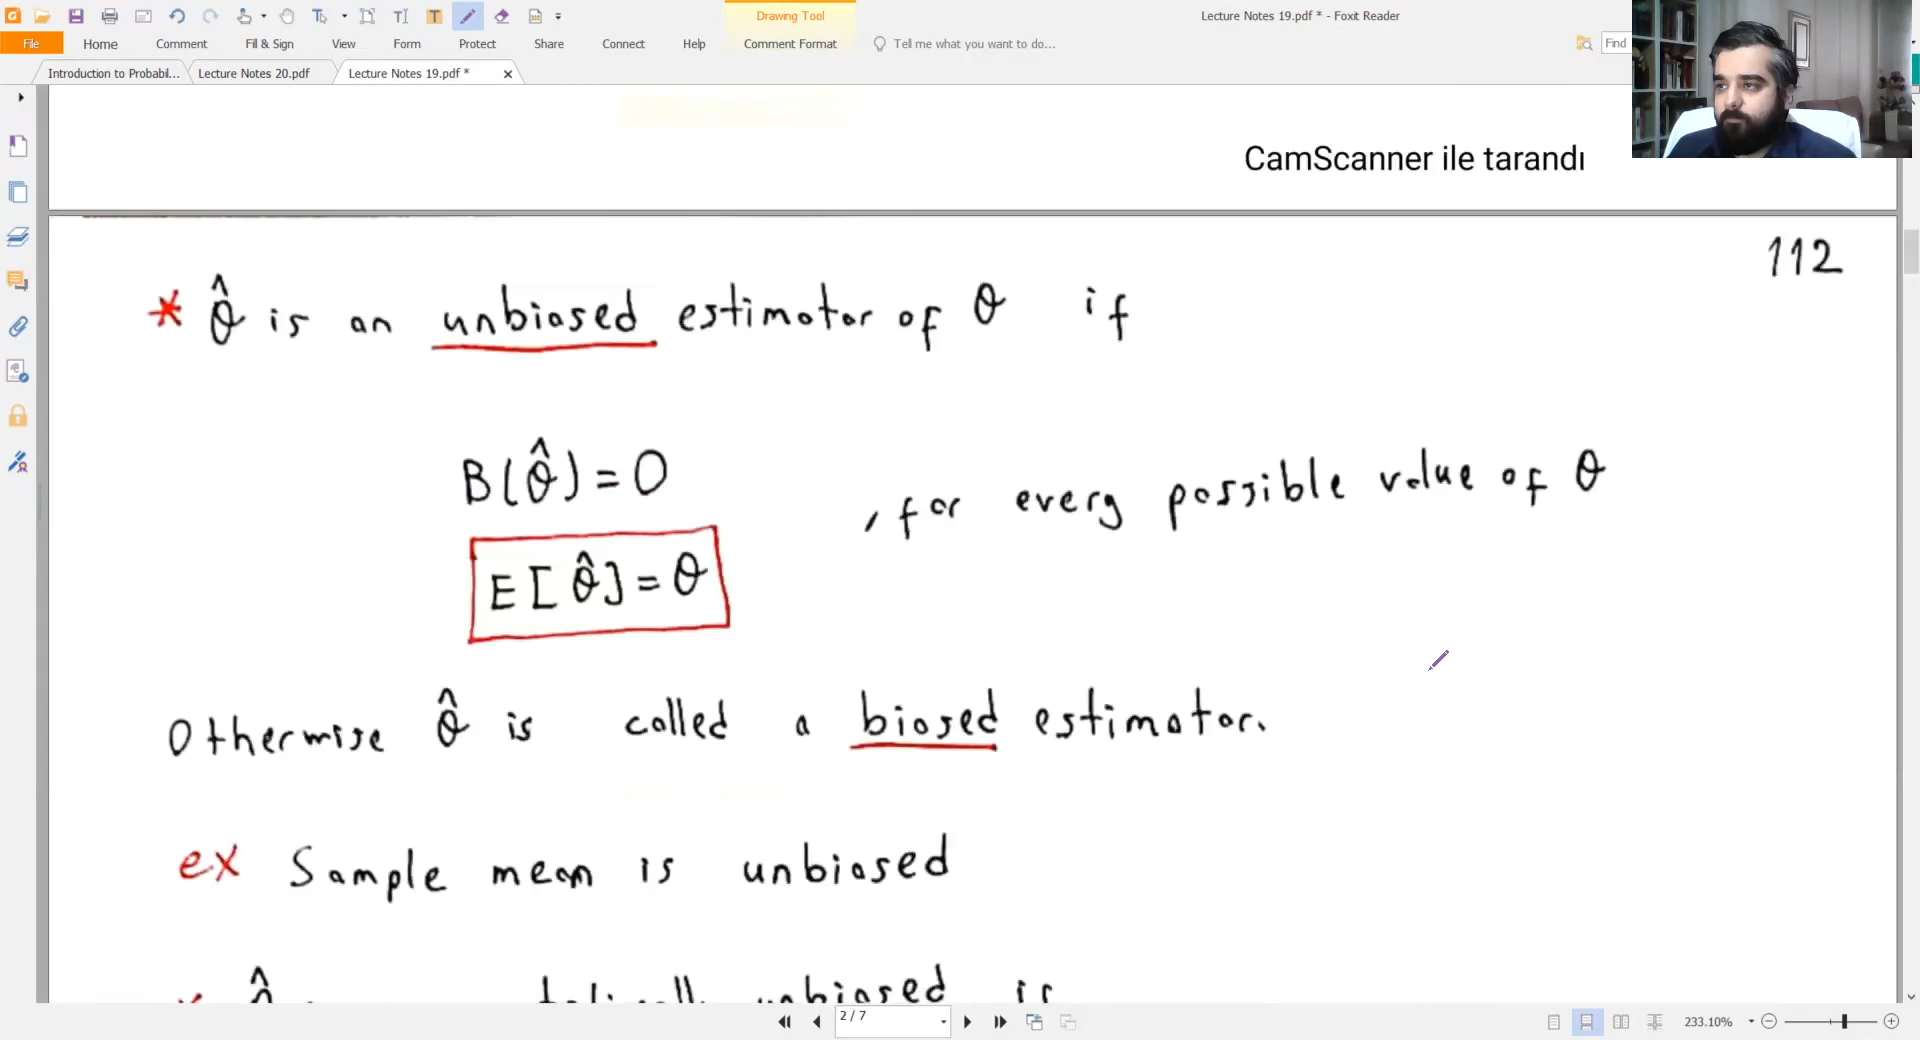 Drawing Tool
Lecture Notes 19.pdf * - Foxit Reader
File Home Comment Fill & Sign View Form Protect Share Connect Help Comment Format Tell me what you want to do... Find
Introduction to Probabil... Lecture Notes 20.pdf Lecture Notes 19.pdf *
CamScanner ile tarandı
112
* θ̂ is an unbiased estimator of θ if
B(θ̂) = 0
, for every possible value of θ
E[θ̂] = θ
Otherwise θ̂ is called a biased estimator.
ex Sample mean is unbiased
unbiased is
2 / 7
233.10%